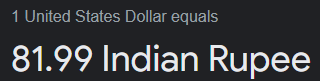 1 United States Dollar equals
81.99 Indian Rupee